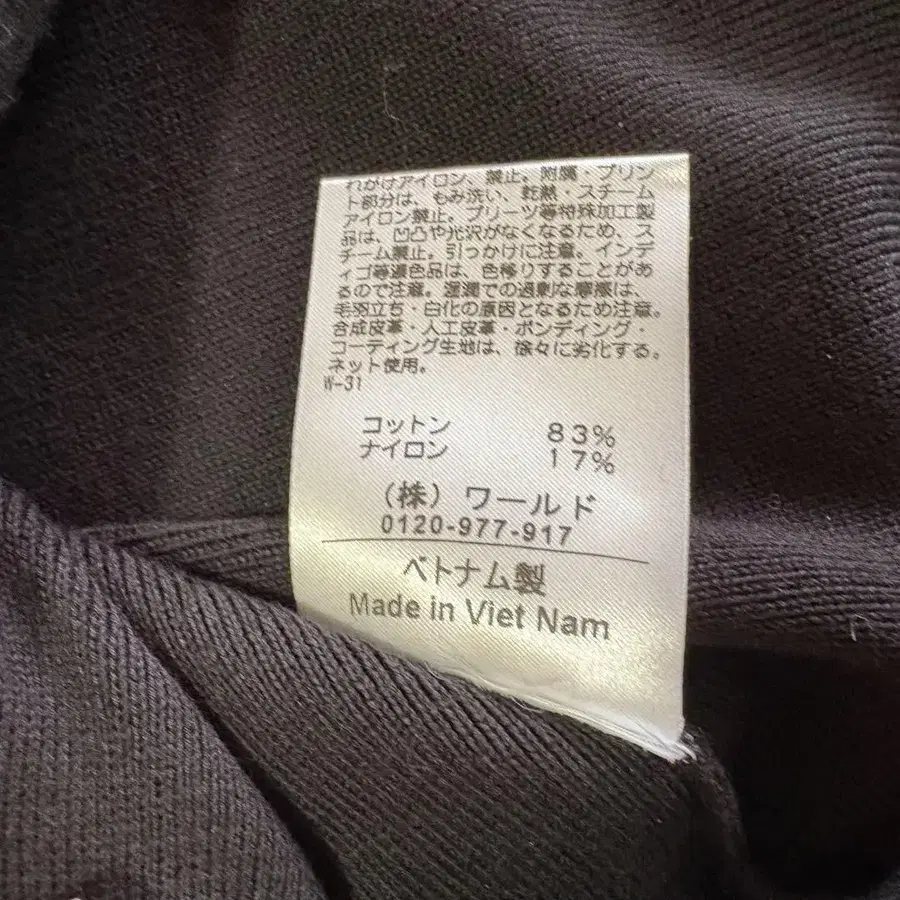 れがけアイロン、禁止。附属・プリン
ト部分は、もみ洗い、乾熱・スチーム
アイロン禁止。プリーツ等特殊加工製
品は、凹凸や光沢がなくなるため、ス
チーム禁止。引っかけに注意。インデ
ィゴ等濃色品は、色移りすることがあ
るので注意。湿潤での過剰な摩擦は、
毛羽立ち・白化の原因となるため注意。
合成皮革・人工皮革・ボンディング・
コーティング生地は、徐々に劣化する。
ネット使用。
W-31
コットン 83%
ナイロン 17%
(株) ワールド
0120-977-917
ベトナム製
Made in Viet Nam